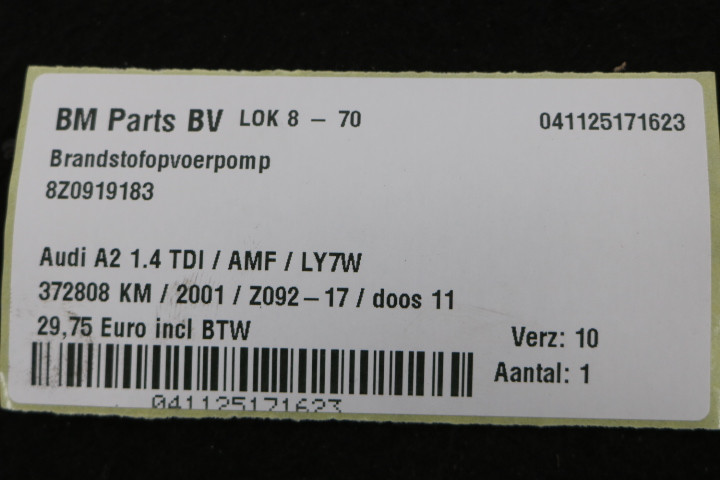 BM Parts BV LOK 8 – 70 041125171623
Brandstofopvoerpomp
8Z0919183
Audi A2 1.4 TDI / AMF / LY7W
372808 KM / 2001 / Z092–17 / doos 11
29,75 Euro incl BTW Verz: 10
Aantal: 1
041125171623